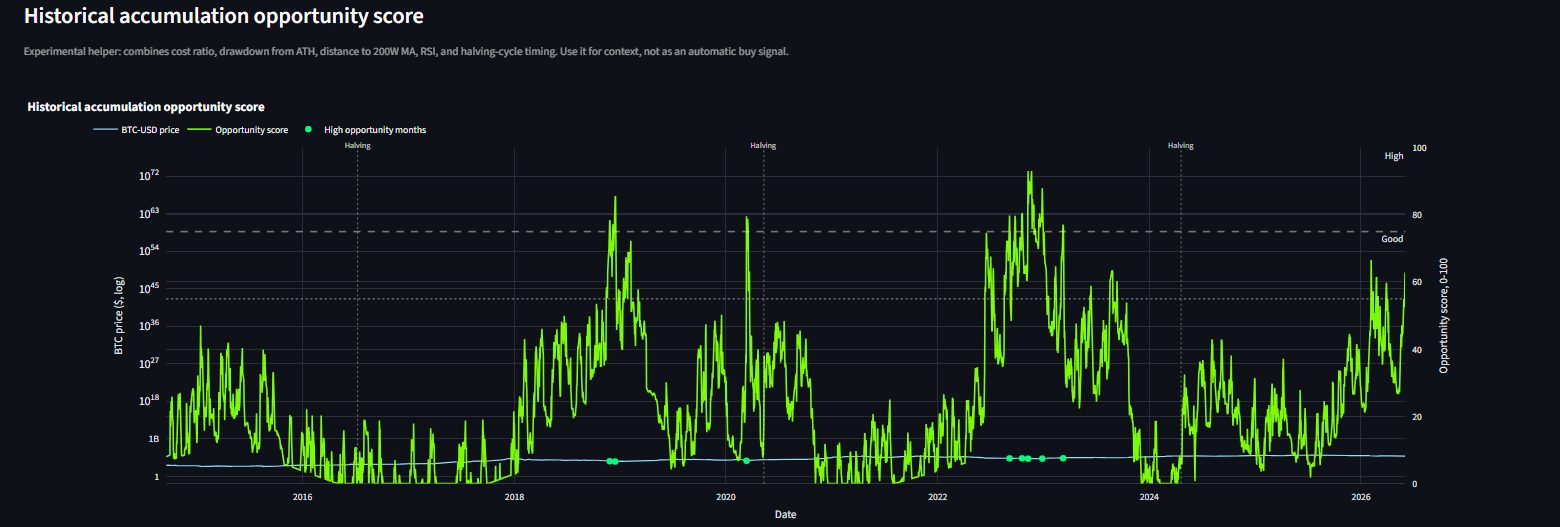 Historical accumulation opportunity score
Experimental helper: combines cost ratio, drawdown from ATH, distance to 200W MA, RSI, and halving-cycle timing. Use it for context, not as an automatic buy signal.
Historical accumulation opportunity score
BTC-USD price Opportunity score High opportunity months
Halving Halving Halving
High 100
10^72
10^63 80
Good
10^54
10^45 60
10^36
40
10^27
10^18
20
1B
1
0
BTC price ($, log)
Opportunity score, 0-100
2016 2018 2020 2022 2024 2026
Date